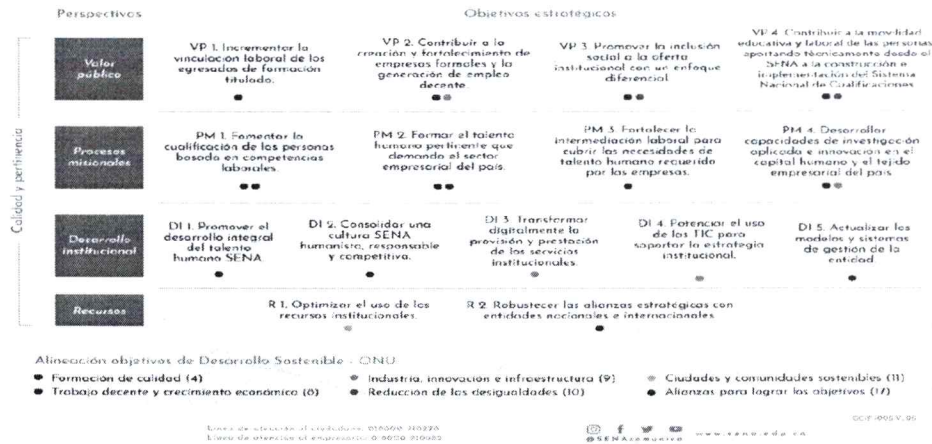 Perspectivas
Objetivos estratégicos
Calidad y pertinencia
Valor
público
VP 1. Incrementar la
vinculación laboral de los
egresados de formación
titulada.
VP 2. Contribuir a la
creación y fortalecimiento de
empresas formales y la
generación de empleo
decente.
VP 3. Promover la inclusión
social a la oferta
institucional con un enfoque
diferencial.
VP 4. Contribuir a la movilidad
educativa y laboral de las personas
aportando técnicamente desde el
SENA a la construcción e
implementación del Sistema
Nacional de Cualificaciones
Procesos
misionales
PM 1. Fomentar la
cualificación de las personas
basada en competencias
laborales.
PM 2. Formar el talento
humano pertinente que
demanda el sector
empresarial del país.
PM 3. Fortalecer la
intermediación laboral para
cubrir las necesidades de
talento humano requerido
por las empresas.
PM 4. Desarrollar
capacidades de investigación
aplicada e innovación en el
capital humano y el tejido
empresarial del país
Desarrollo
institucional
DI 1. Promover el
desarrollo integral
del talento
humano SENA.
DI 2. Consolidar una
cultura SENA
humanista, responsable
y competitiva.
DI 3. Transformar
digitalmente la
provisión y prestación
de los servicios
institucionales.
DI 4. Potenciar el uso
de las TIC para
soportar la estrategia
institucional.
DI 5. Actualizar los
modelos y sistemas
de gestión de la
entidad
Recursos
R 1. Optimizar el uso de los
recursos institucionales.
R 2. Robustecer las alianzas estratégicas con
entidades nacionales e internacionales
Alineación objetivos de Desarrollo Sostenible - ONU
Formación de calidad (4)
Industria, innovación e infraestructura (9)
Ciudades y comunidades sostenibles (11)
Trabajo decente y crecimiento económico (8)
Reducción de las desigualdades (10)
Alianzas para lograr los objetivos (17)
Línea de atención al ciudadano:
Línea de atención al empresario:
@SENAcomunica
www.sena.edu.co